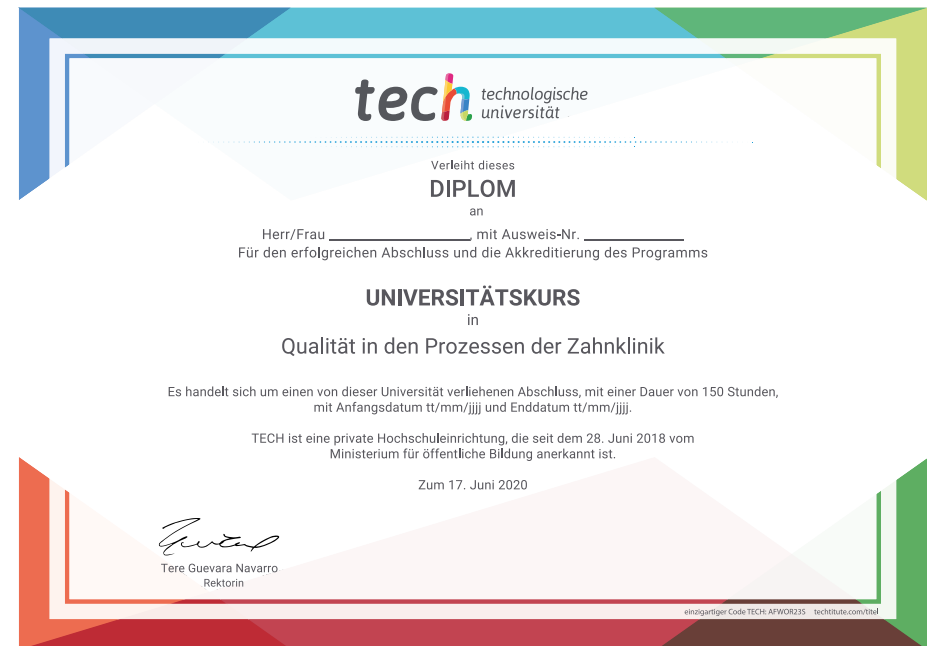 tech technologische
universität
Verleiht dieses
DIPLOM
an
Herr/Frau ____________________, mit Ausweis-Nr. __________________
Für den erfolgreichen Abschluss und die Akkreditierung des Programms
UNIVERSITÄTSKURS
in
Qualität in den Prozessen der Zahnklinik
Es handelt sich um einen von dieser Universität verliehenen Abschluss, mit einer Dauer von 150 Stunden,
mit Anfangsdatum tt/mm/jjjj und Enddatum tt/mm/jjjj.
TECH ist eine private Hochschuleinrichtung, die seit dem 28. Juni 2018 vom
Ministerium für öffentliche Bildung anerkannt ist.
Zum 17. Juni 2020
Tere Guevara Navarro
Rektorin
einzigartiger Code TECH: AFWOR23S techtitute.com/titel